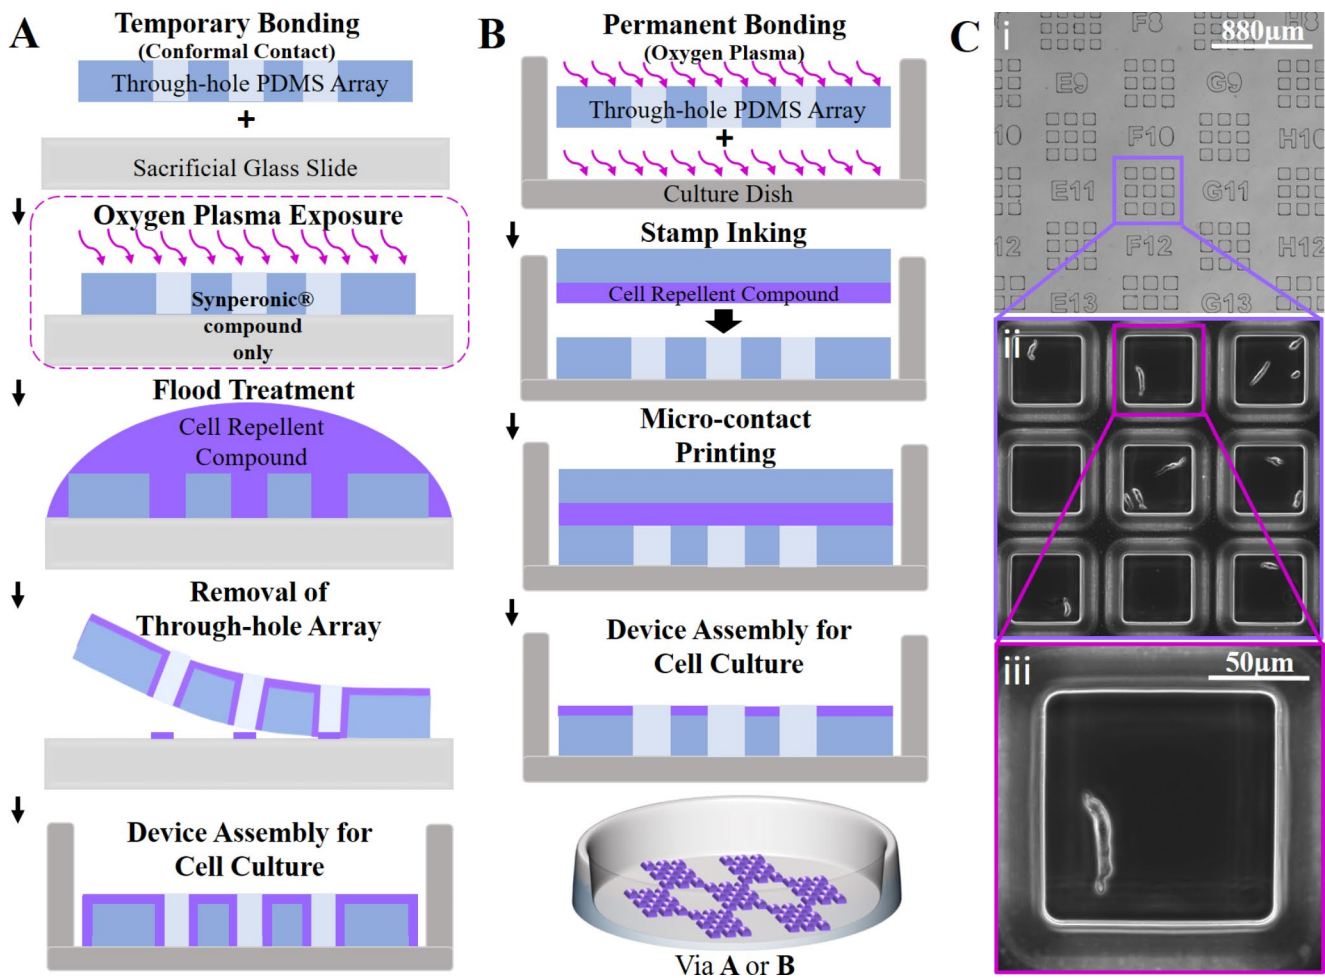 A
Temporary Bonding
(Conformal Contact)
Through-hole PDMS Array
+
Sacrificial Glass Slide
Oxygen Plasma Exposure
Synperonic®
compound
only
Flood Treatment
Cell Repellent
Compound
Removal of
Through-hole Array
Device Assembly for
Cell Culture
B
Permanent Bonding
(Oxygen Plasma)
Through-hole PDMS Array
+
Culture Dish
Stamp Inking
Cell Repellent Compound
Micro-contact
Printing
Device Assembly for
Cell Culture
Via A or B
C
i
880µm
F8
H8
E9
G9
10
F10
H10
E11
G11
12
F12
H12
E13
G13
ii
iii
50µm